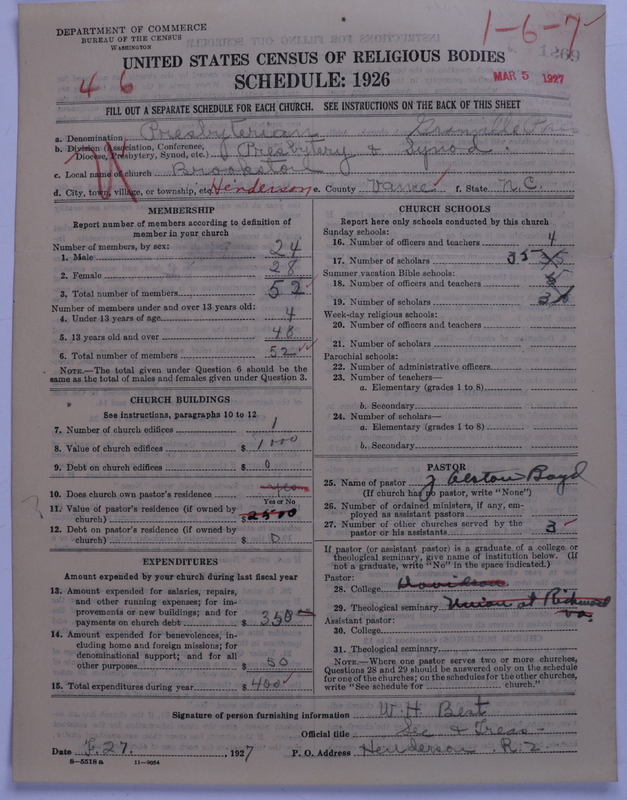 DEPARTMENT OF COMMERCE
BUREAU OF THE CENSUS
WASHINGTON
1-6-7
1269
UNITED STATES CENSUS OF RELIGIOUS BODIES
MAR 5 1927
4 6
SCHEDULE: 1926
FILL OUT A SEPARATE SCHEDULE FOR EACH CHURCH. SEE INSTRUCTIONS ON THE BACK OF THIS SHEET
a. Denomination Presbyterian Granville Pres
b. Division (Association, Conference, Diocese, Presbytery, Synod, etc.) Presbytery & Synod.
c. Local name of church Brookston
d. City, town, village, or township, etc. Henderson e. County Vance f. State N.C.
MEMBERSHIP
Report number of members according to definition of
member in your church
Number of members, by sex:
1. Male 24
2. Female 28
3. Total number of members 52
Number of members under and over 13 years old:
4. Under 13 years of age 4
5. 13 years old and over 48
6. Total number of members 52
NOTE.—The total given under Question 6 should be
same as the total of males and females given under Question 3.
CHURCH BUILDINGS
See instructions, paragraphs 10 to 12
7. Number of church edifices 1
8. Value of church edifices $ 1000
9. Debt on church edifices $ 0
10. Does church own pastor's residence yes
Yes or No
11. Value of pastor's residence (if owned by
church) $ 2500
12. Debt on pastor's residence (if owned by
church) $ 0
EXPENDITURES
Amount expended by your church during last fiscal year
13. Amount expended for salaries, repairs,
and other running expenses; for im-
provements or new buildings; and for
payments on church debt $ 350
14. Amount expended for benevolences, in-
cluding home and foreign missions; for
denominational support; and for all
other purposes $ 50
15. Total expenditures during year $ 400
CHURCH SCHOOLS
Report here only schools conducted by this church
Sunday schools:
16. Number of officers and teachers 4
17. Number of scholars 35
Summer vacation Bible schools:
18. Number of officers and teachers
19. Number of scholars
Week-day religious schools:
20. Number of officers and teachers
21. Number of scholars
Parochial schools:
22. Number of administrative officers
23. Number of teachers—
a. Elementary (grades 1 to 8)
b. Secondary
24. Number of scholars—
a. Elementary (grades 1 to 8)
b. Secondary
PASTOR
25. Name of pastor J Alston Boyd
(If church has no pastor, write "None")
26. Number of ordained ministers, if any, em-
ployed as assistant pastors
27. Number of other churches served by the
pastor or his assistants 3
If pastor (or assistant pastor) is a graduate of a college or
theological seminary, give name of institution below. (If
not a graduate, write "No" in the space indicated.)
Pastor:
28. College Davidson
29. Theological seminary Union at Richmond
Va.
Assistant pastor:
30. College
31. Theological seminary
NOTE.—Where one pastor serves two or more churches,
Questions 28 and 29 should be answered only on the schedule
for one of the churches; on the schedules for the other churches,
write "See schedule for church."
Signature of person furnishing information W. H. Best
Official title Sec & Treas
Date 2.27., 1927 P. O. Address Henderson R.2
8-5518a 11-9054